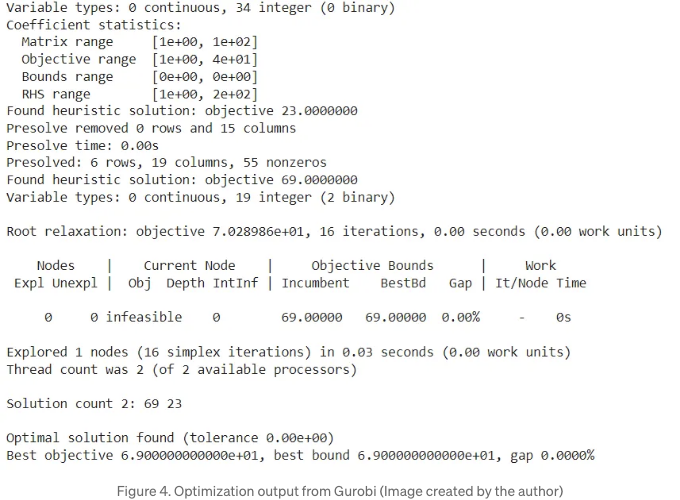 Variable types: 0 continuous, 34 integer (0 binary)
Coefficient statistics:
  Matrix range     [1e+00, 1e+02]
  Objective range  [1e+00, 4e+01]
  Bounds range     [0e+00, 0e+00]
  RHS range        [1e+00, 2e+02]
Found heuristic solution: objective 23.0000000
Presolve removed 0 rows and 15 columns
Presolve time: 0.00s
Presolved: 6 rows, 19 columns, 55 nonzeros
Found heuristic solution: objective 69.0000000
Variable types: 0 continuous, 19 integer (2 binary)
Root relaxation: objective 7.028986e+01, 16 iterations, 0.00 seconds (0.00 work units)
    Nodes    |    Current Node    |     Objective Bounds      |     Work
 Expl Unexpl |  Obj  Depth IntInf | Incumbent    BestBd   Gap | It/Node Time
     0     0 infeasible    0        69.00000   69.00000  0.00%     -    0s
Explored 1 nodes (16 simplex iterations) in 0.03 seconds (0.00 work units)
Thread count was 2 (of 2 available processors)
Solution count 2: 69 23
Optimal solution found (tolerance 0.00e+00)
Best objective 6.900000000000e+01, best bound 6.900000000000e+01, gap 0.0000%
Figure 4. Optimization output from Gurobi (Image created by the author)